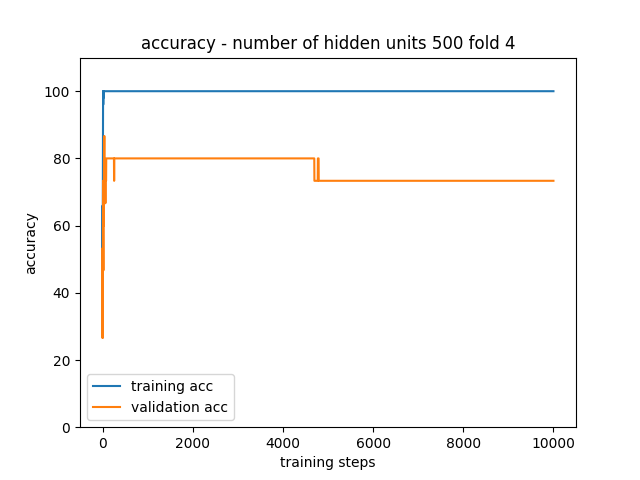 accuracy - number of hidden units 500 fold 4
100
80
60
40
20
0
accuracy
training acc
validation acc
0 2000 4000 6000 8000 10000
training steps